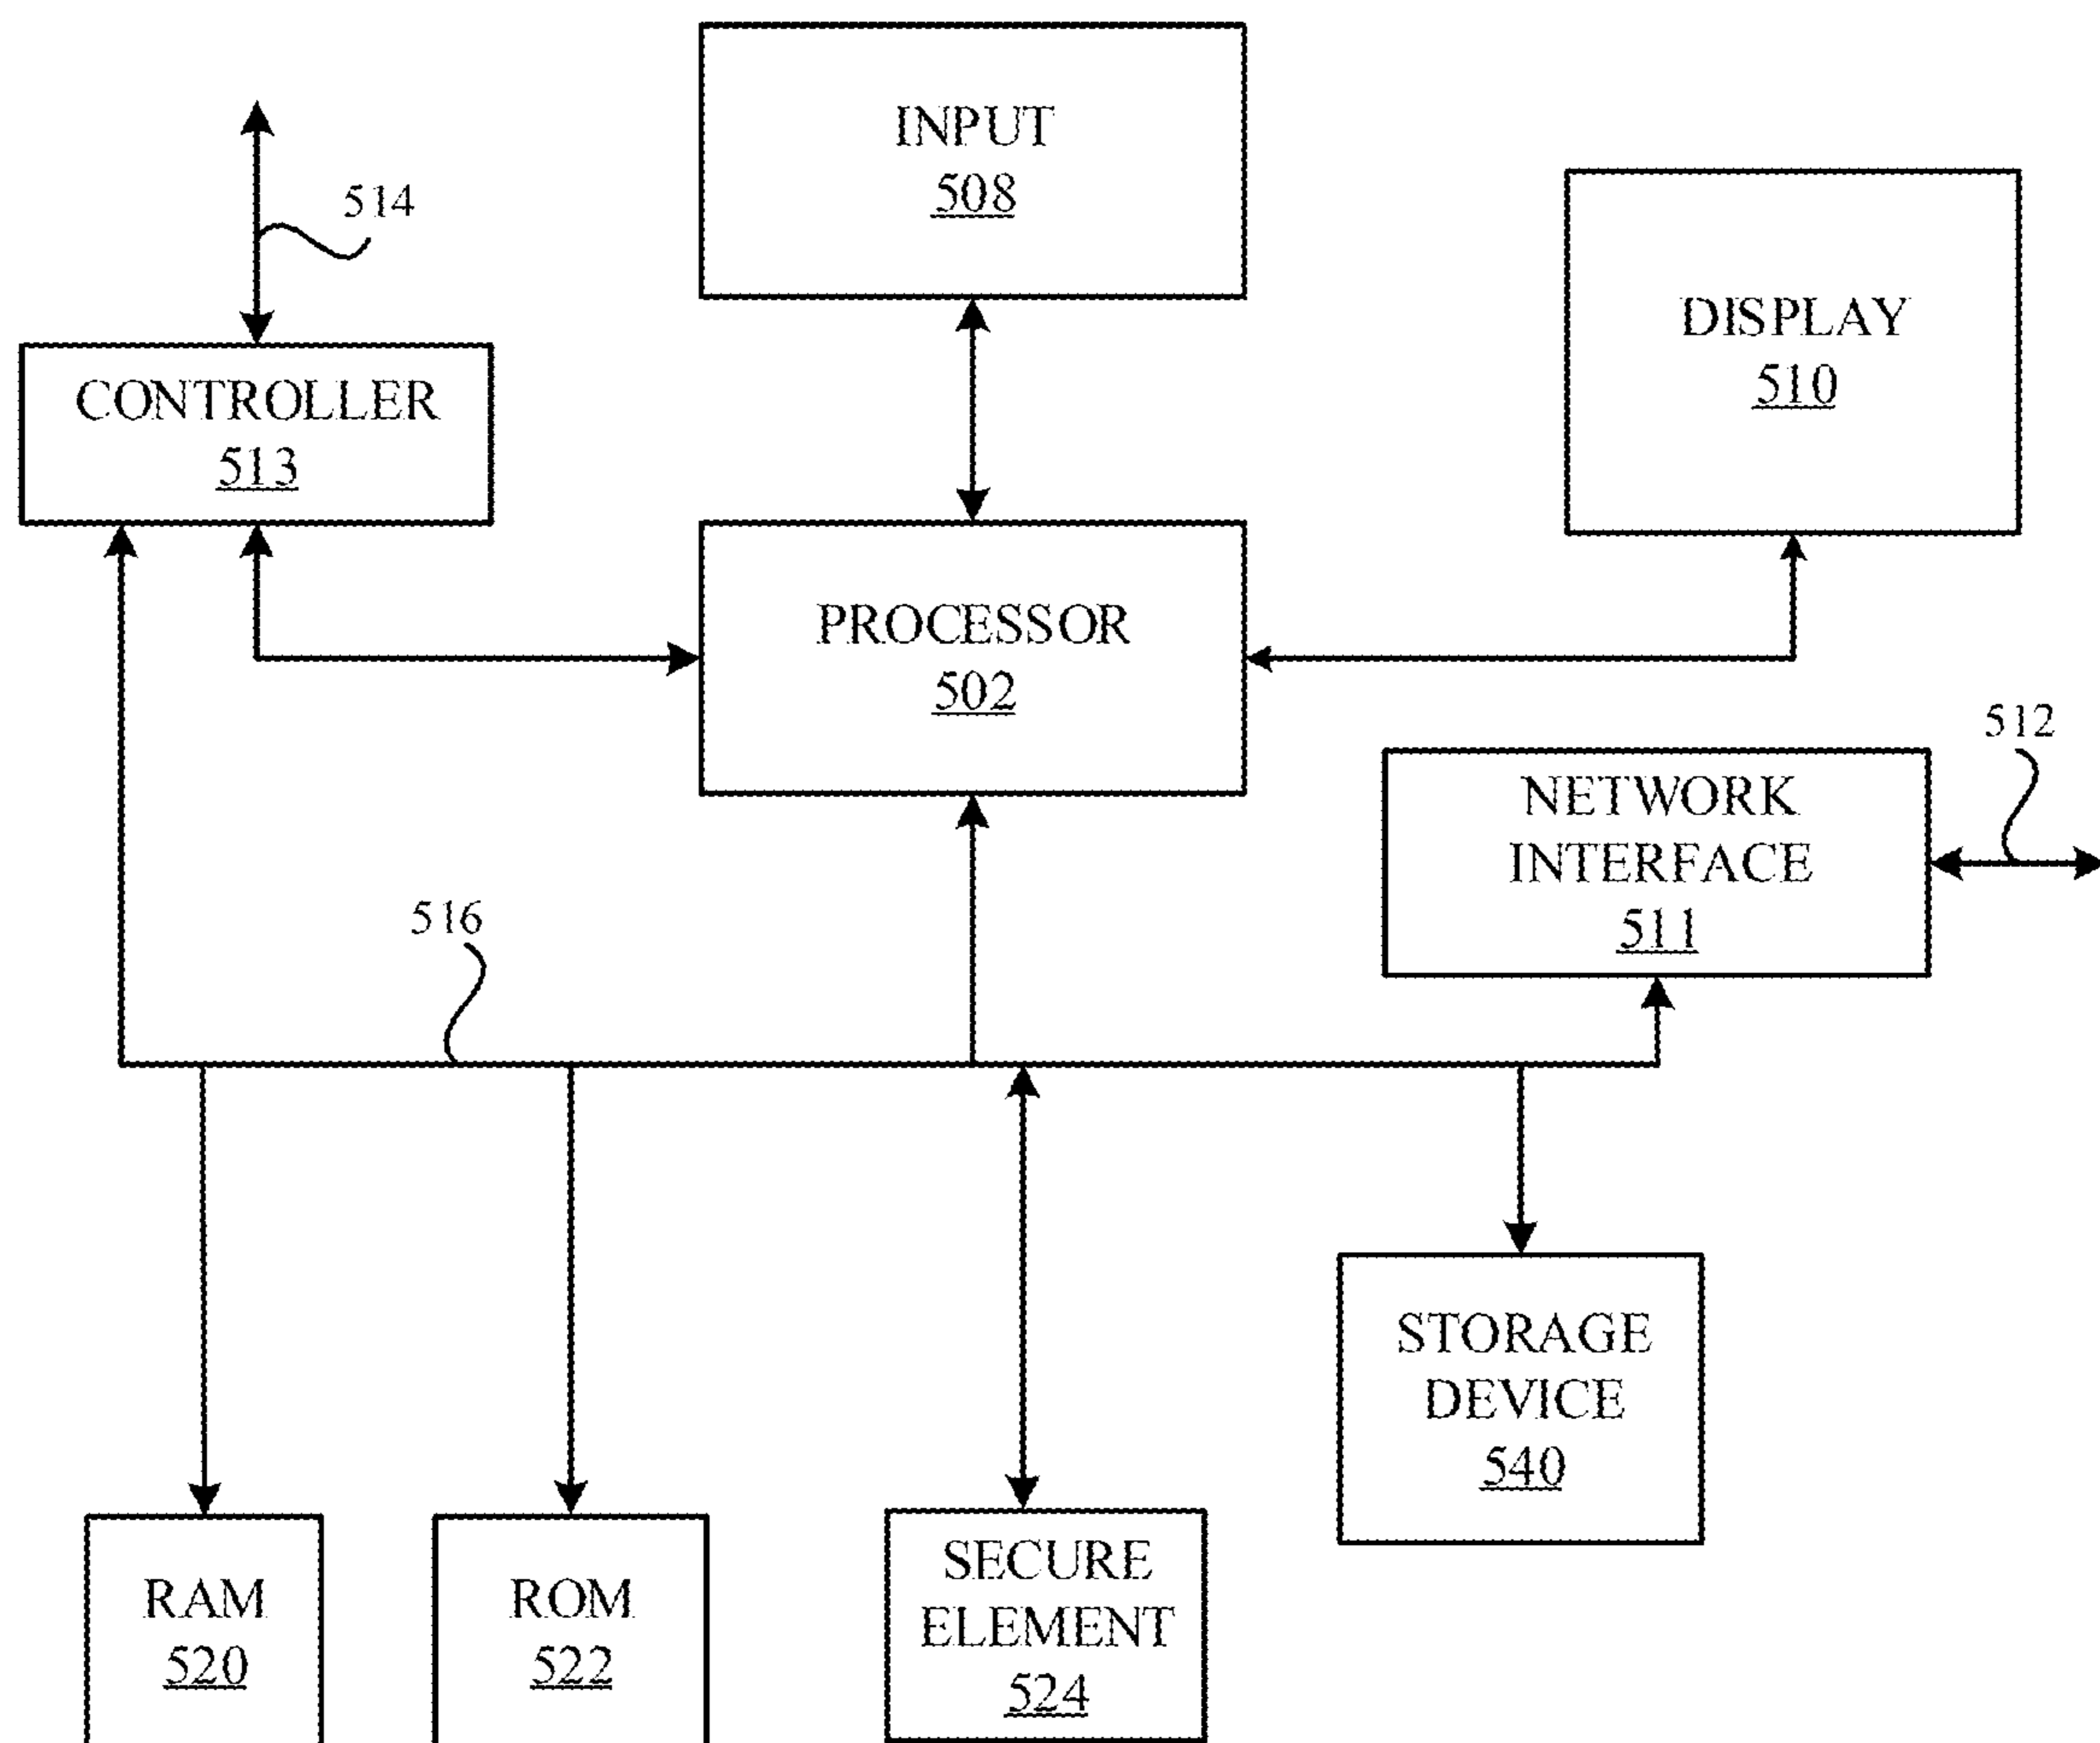 INPUT
508
514
DISPLAY
510
CONTROLLER
513
PROCESSOR
502
512
NETWORK
INTERFACE
511
516
STORAGE
DEVICE
540
SECURE
ELEMENT
524
RAM
520
ROM
522